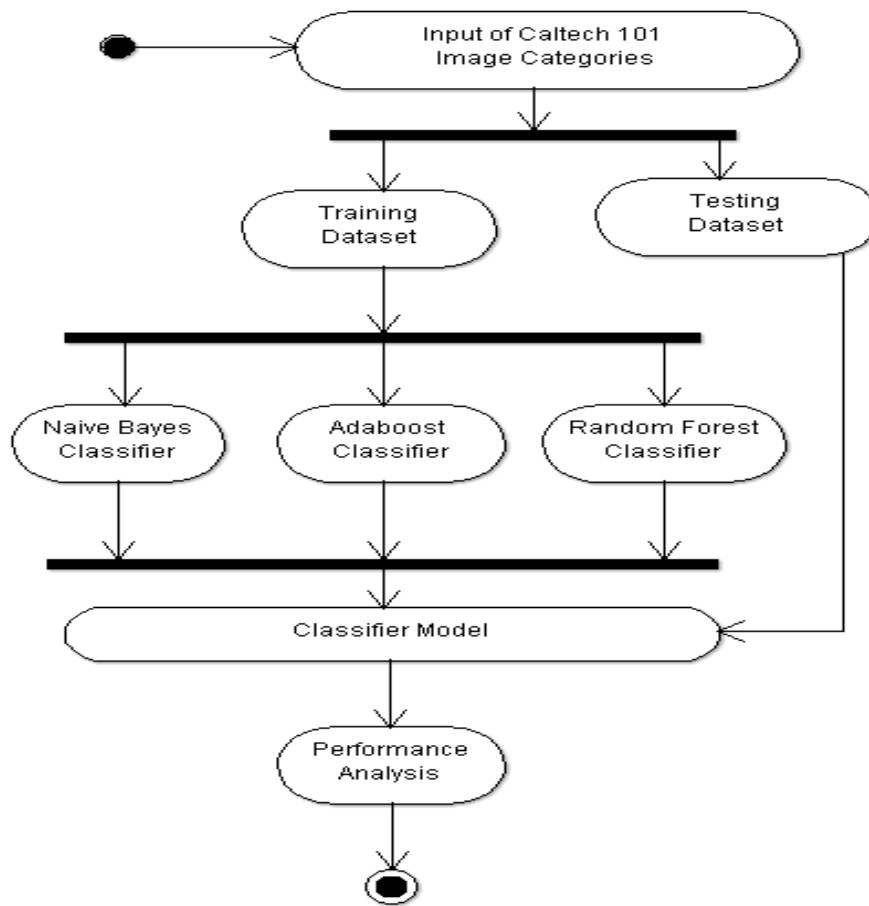 Input of Caltech 101
Image Categories
Training
Dataset
Testing
Dataset
Naive Bayes
Classifier
Adaboost
Classifier
Random Forest
Classifier
Classifier Model
Performance
Analysis